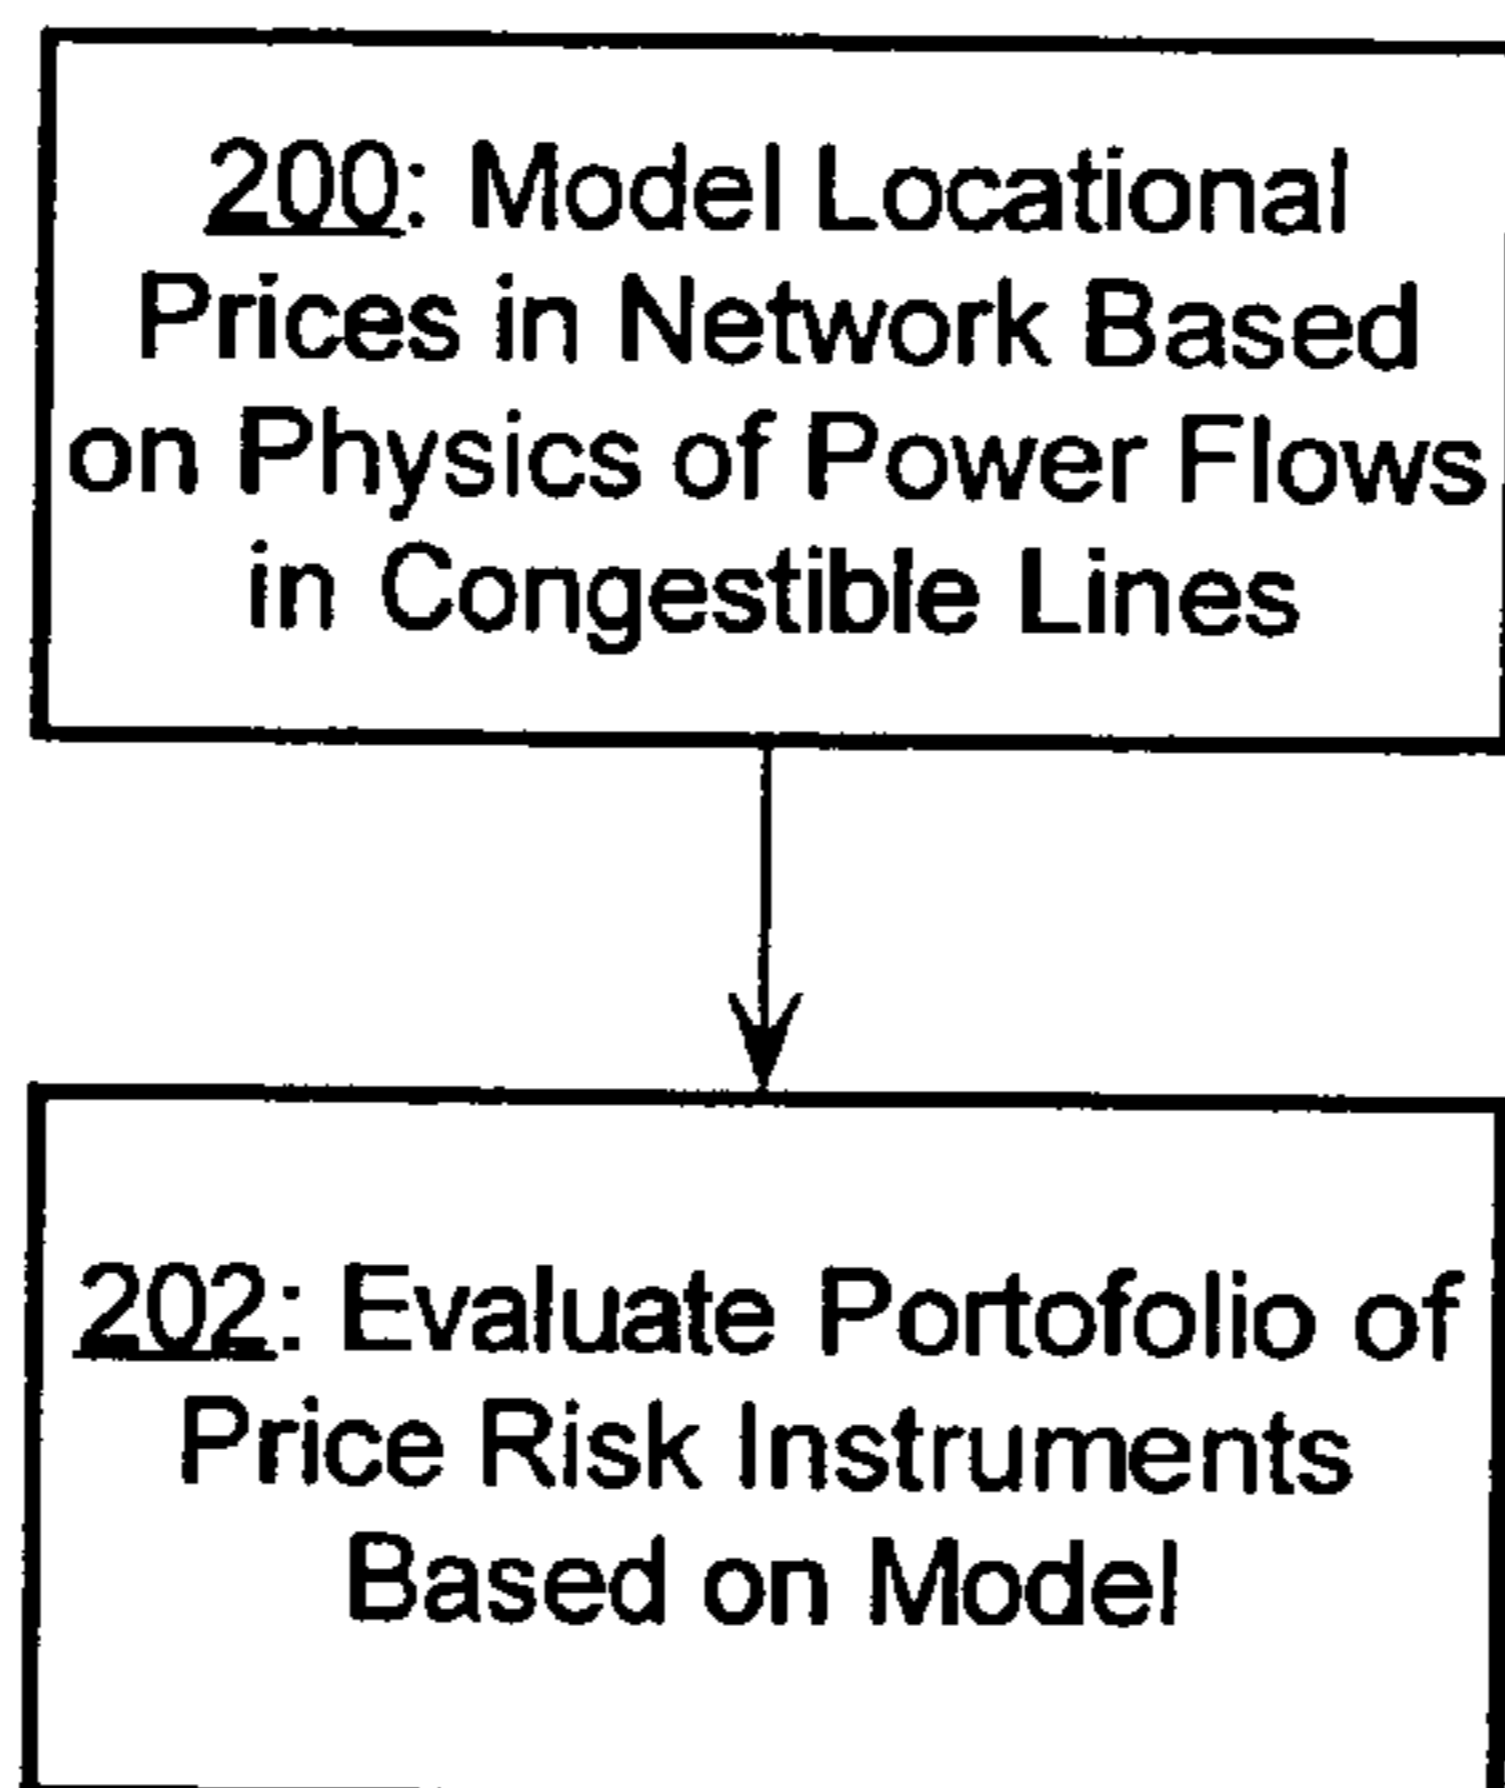 200: Model Locational
Prices in Network Based
on Physics of Power Flows
in Congestible Lines
202: Evaluate Portofolio of
Price Risk Instruments
Based on Model